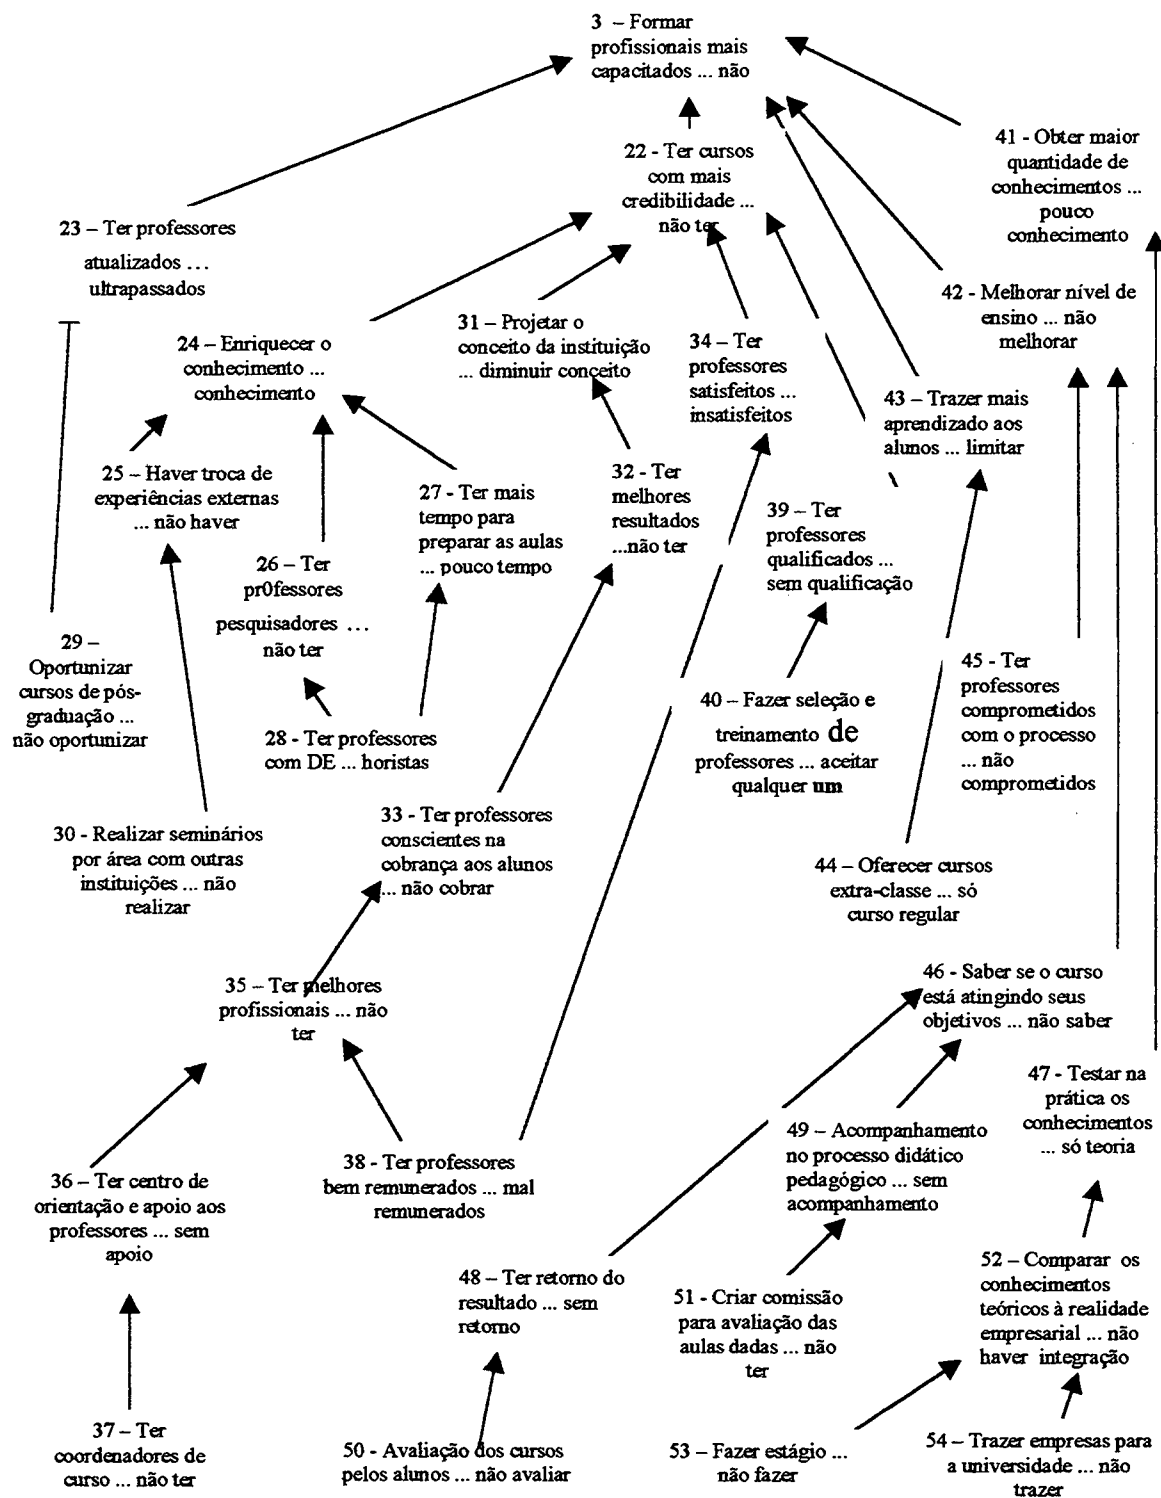 3 – Formar
profissionais mais
capacitados ... não
22 - Ter cursos
com mais
credibilidade ...
não ter
41 - Obter maior
quantidade de
conhecimentos ...
pouco
conhecimento
23 – Ter professores
atualizados ...
ultrapassados
42 - Melhorar nível de
ensino ... não
melhorar
24 – Enriquecer o
conhecimento ...
conhecimento
31 – Projetar o
conceito da instituição
... diminuir conceito
34 – Ter
professores
satisfeitos ...
insatisfeitos
43 – Trazer mais
aprendizado aos
alunos ... limitar
25 – Haver troca de
experiências externas
... não haver
27 - Ter mais
tempo para
preparar as aulas
... pouco tempo
32 - Ter
melhores
resultados
...não ter
39 – Ter
professores
qualificados ...
sem qualificação
26 – Ter
pr0fessores
pesquisadores ...
não ter
29 –
Oportunizar
cursos de pós-
graduação ...
não oportunizar
28 - Ter professores
com DE ... horistas
40 – Fazer seleção e
treinamento de
professores ... aceitar
qualquer um
45 - Ter
professores
comprometidos
com o processo
... não
comprometidos
30 - Realizar seminários
por área com outras
instituições ... não
realizar
33 - Ter professores
conscientes na
cobrança aos alunos
... não cobrar
44 – Oferecer cursos
extra-classe ... só
curso regular
35 – Ter melhores
profissionais ... não
ter
46 - Saber se o curso
está atingindo seus
objetivos ... não saber
47 - Testar na
prática os
conhecimentos
... só teoria
36 – Ter centro de
orientação e apoio aos
professores ... sem
apoio
38 - Ter professores
bem remunerados ... mal
remunerados
49 – Acompanhamento
no processo didático
pedagógico ... sem
acompanhamento
48 – Ter retorno do
resultado ... sem
retorno
51 - Criar comissão
para avaliação das
aulas dadas ... não
ter
52 – Comparar os
conhecimentos
teóricos à realidade
empresarial ... não
haver integração
37 – Ter
coordenadores de
curso ... não ter
50 - Avaliação dos cursos
pelos alunos ... não avaliar
53 – Fazer estágio ...
não fazer
54 – Trazer empresas para
a universidade ... não
trazer